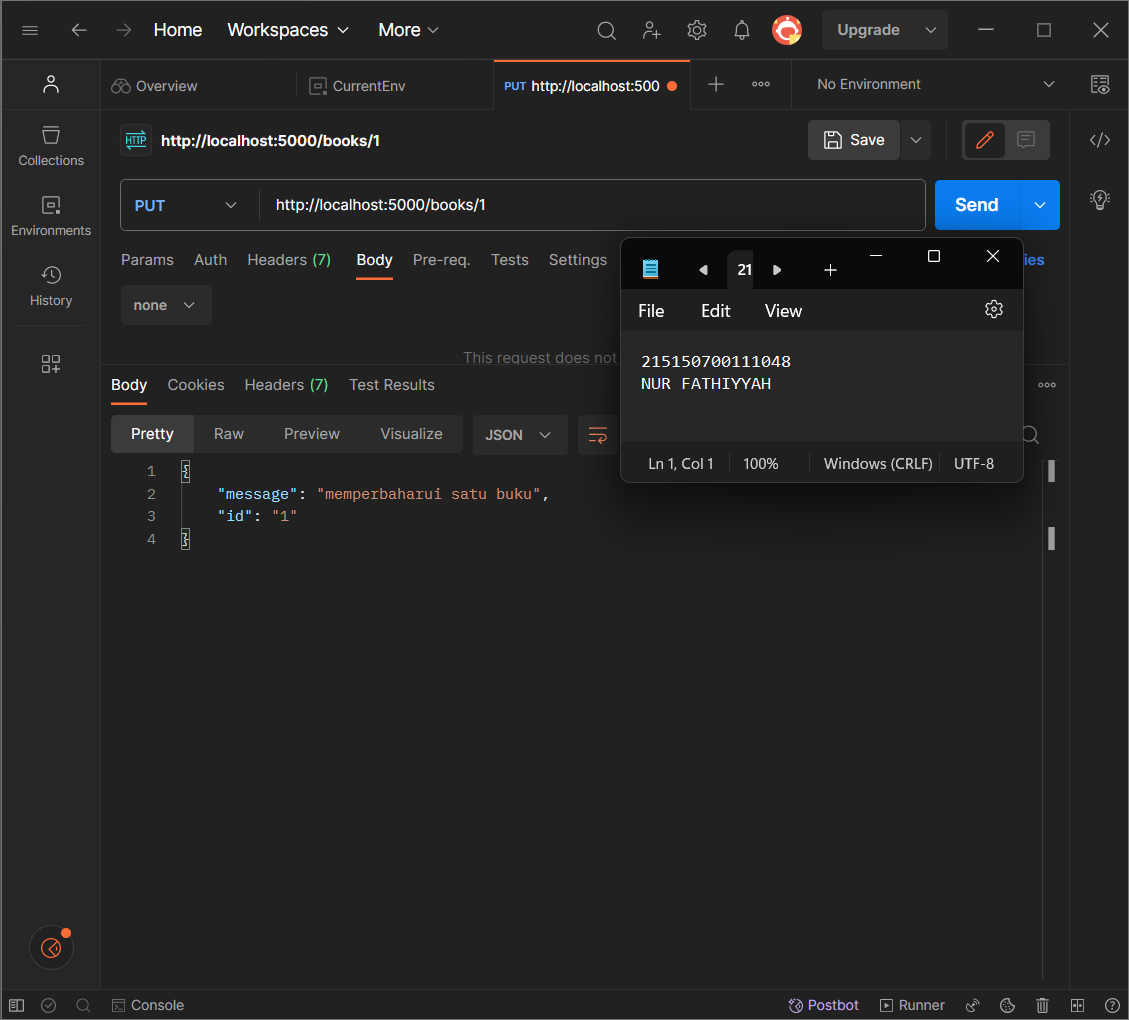 Home Workspaces More Upgrade
Overview CurrentEnv PUT http://localhost:500 No Environment
HTTP http://localhost:5000/books/1 Save
Collections
Environments
History
PUT http://localhost:5000/books/1 Send
Params Auth Headers (7) Body Pre-req. Tests Settings ies
none
This request does not
21
File Edit View
215150700111048
NUR FATHIYYAH
Ln 1, Col 1 100% Windows (CRLF) UTF-8
Body Cookies Headers (7) Test Results
Pretty Raw Preview Visualize JSON
1 {
2 "message": "memperbaharui satu buku",
3 "id": "1"
4 }
Console Postbot Runner